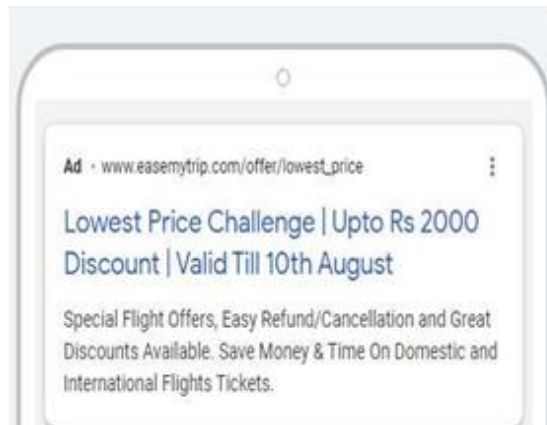 Ad · www.easemytrip.com/offer/lowest_price
Lowest Price Challenge | Upto Rs 2000
Discount | Valid Till 10th August
Special Flight Offers, Easy Refund/Cancellation and Great
Discounts Available. Save Money & Time On Domestic and
International Flights Tickets.